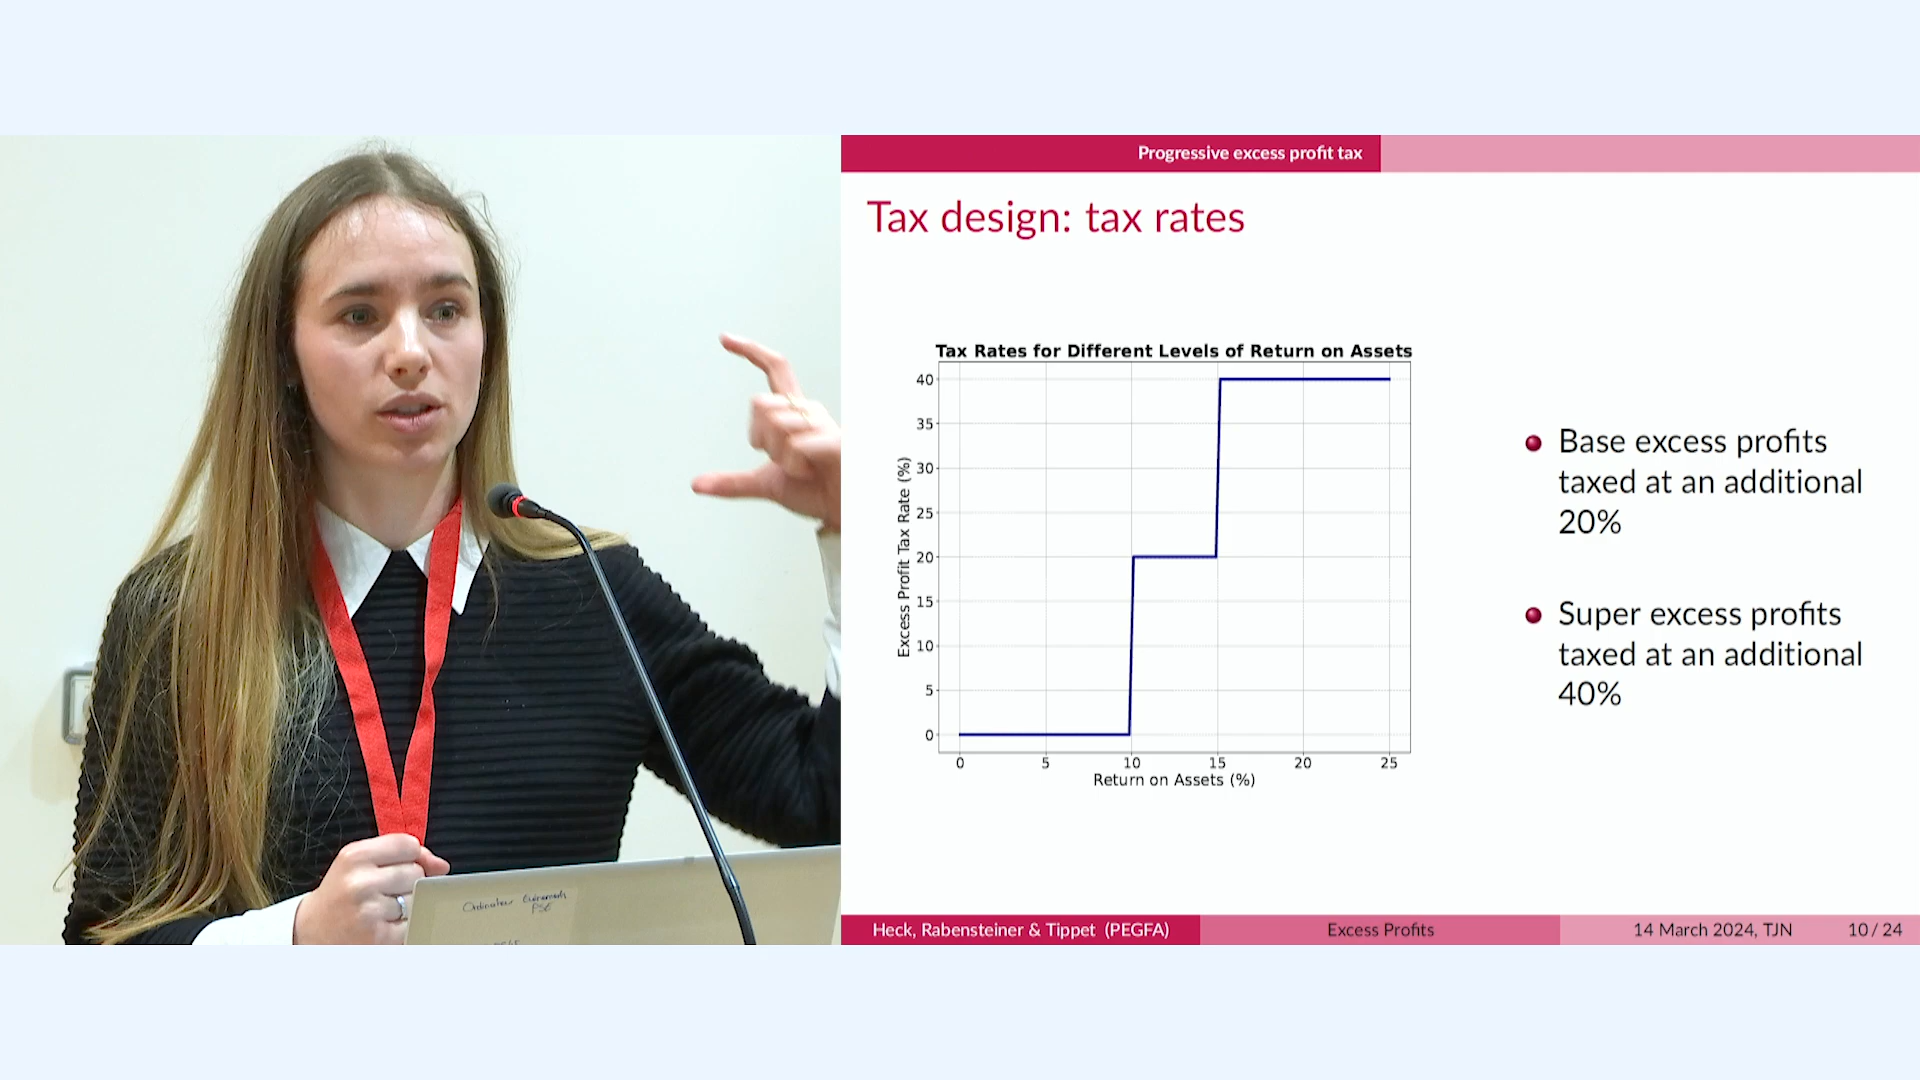 Progressive excess profit tax
Tax design: tax rates
Tax Rates for Different Levels of Return on Assets
40
35
30
25
20
15
10
5
0
Excess Profit Tax Rate (%)
0 5 10 15 20 25
Return on Assets (%)
Base excess profits
taxed at an additional
20%
Super excess profits
taxed at an additional
40%
Heck, Rabensteiner & Tippet (PEGFA) Excess Profits 14 March 2024, TJN 10 / 24
PSE